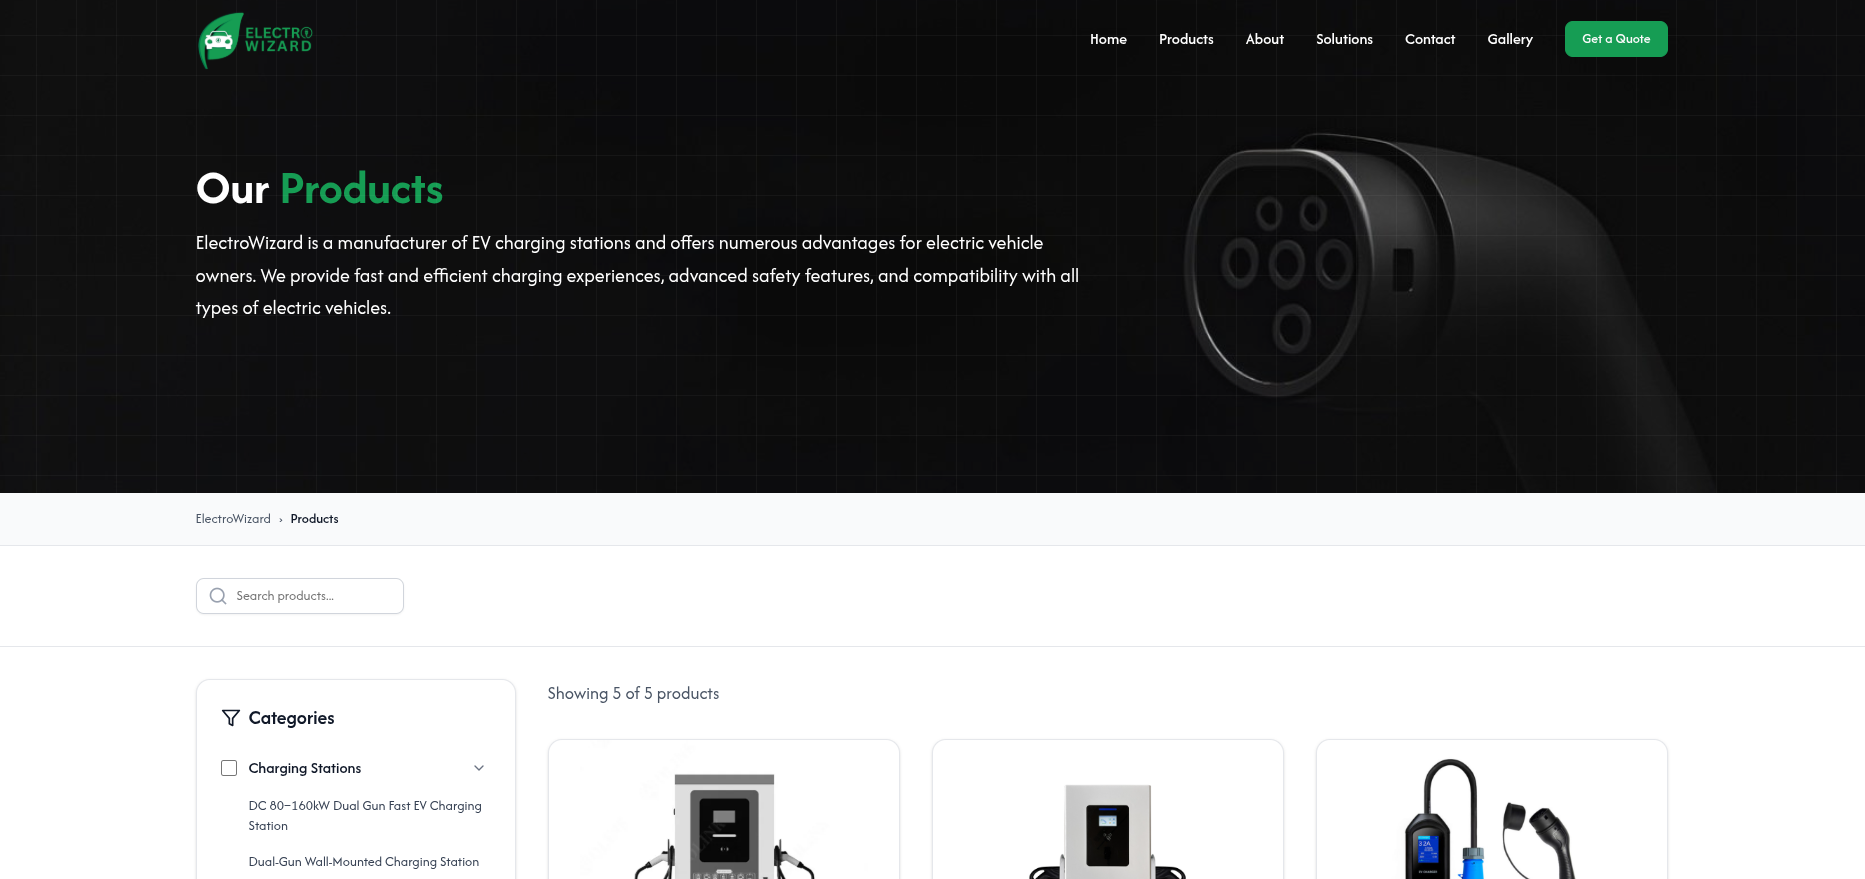 ELECTRO
WIZARD
Home
Products
About
Solutions
Contact
Gallery
Get a Quote
Our Products
ElectroWizard is a manufacturer of EV charging stations and offers numerous advantages for electric vehicle
owners. We provide fast and efficient charging experiences, advanced safety features, and compatibility with all
types of electric vehicles.
ElectroWizard › Products
Search products...
Categories
Showing 5 of 5 products
Charging Stations
DC 80–160kW Dual Gun Fast EV Charging
Station
Dual-Gun Wall-Mounted Charging Station
32A